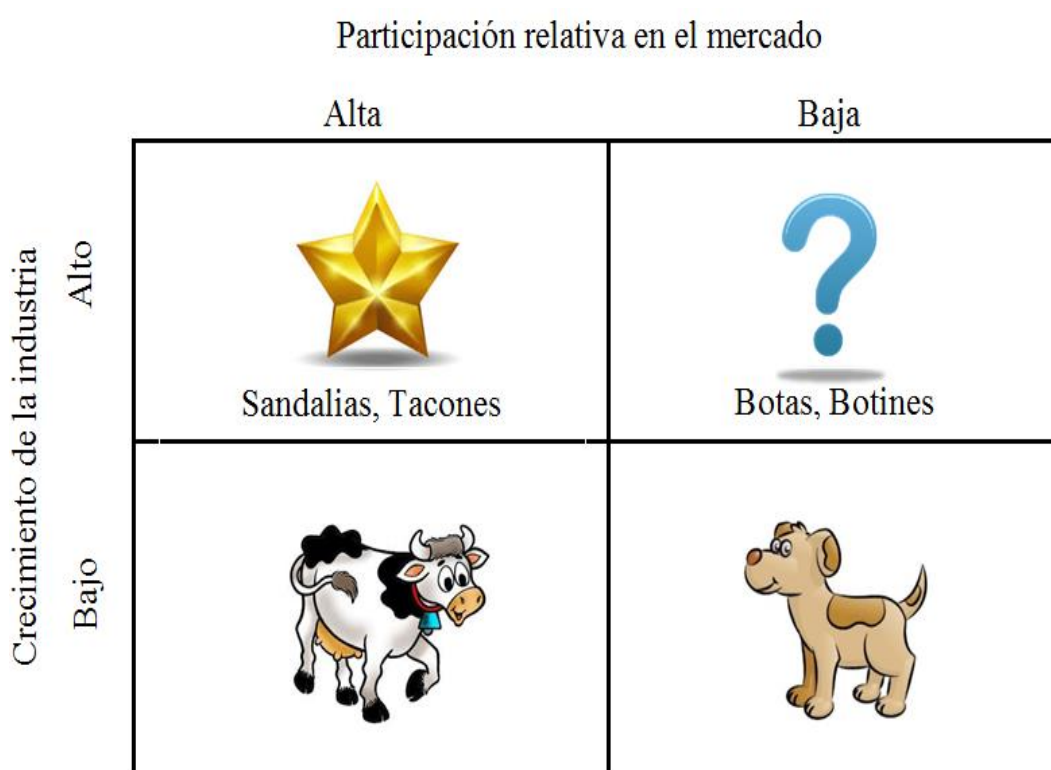 Participación relativa en el mercado
Alta
Baja
Crecimiento de la industria
Alto
Sandalias, Tacones
Botas, Botines
Bajo